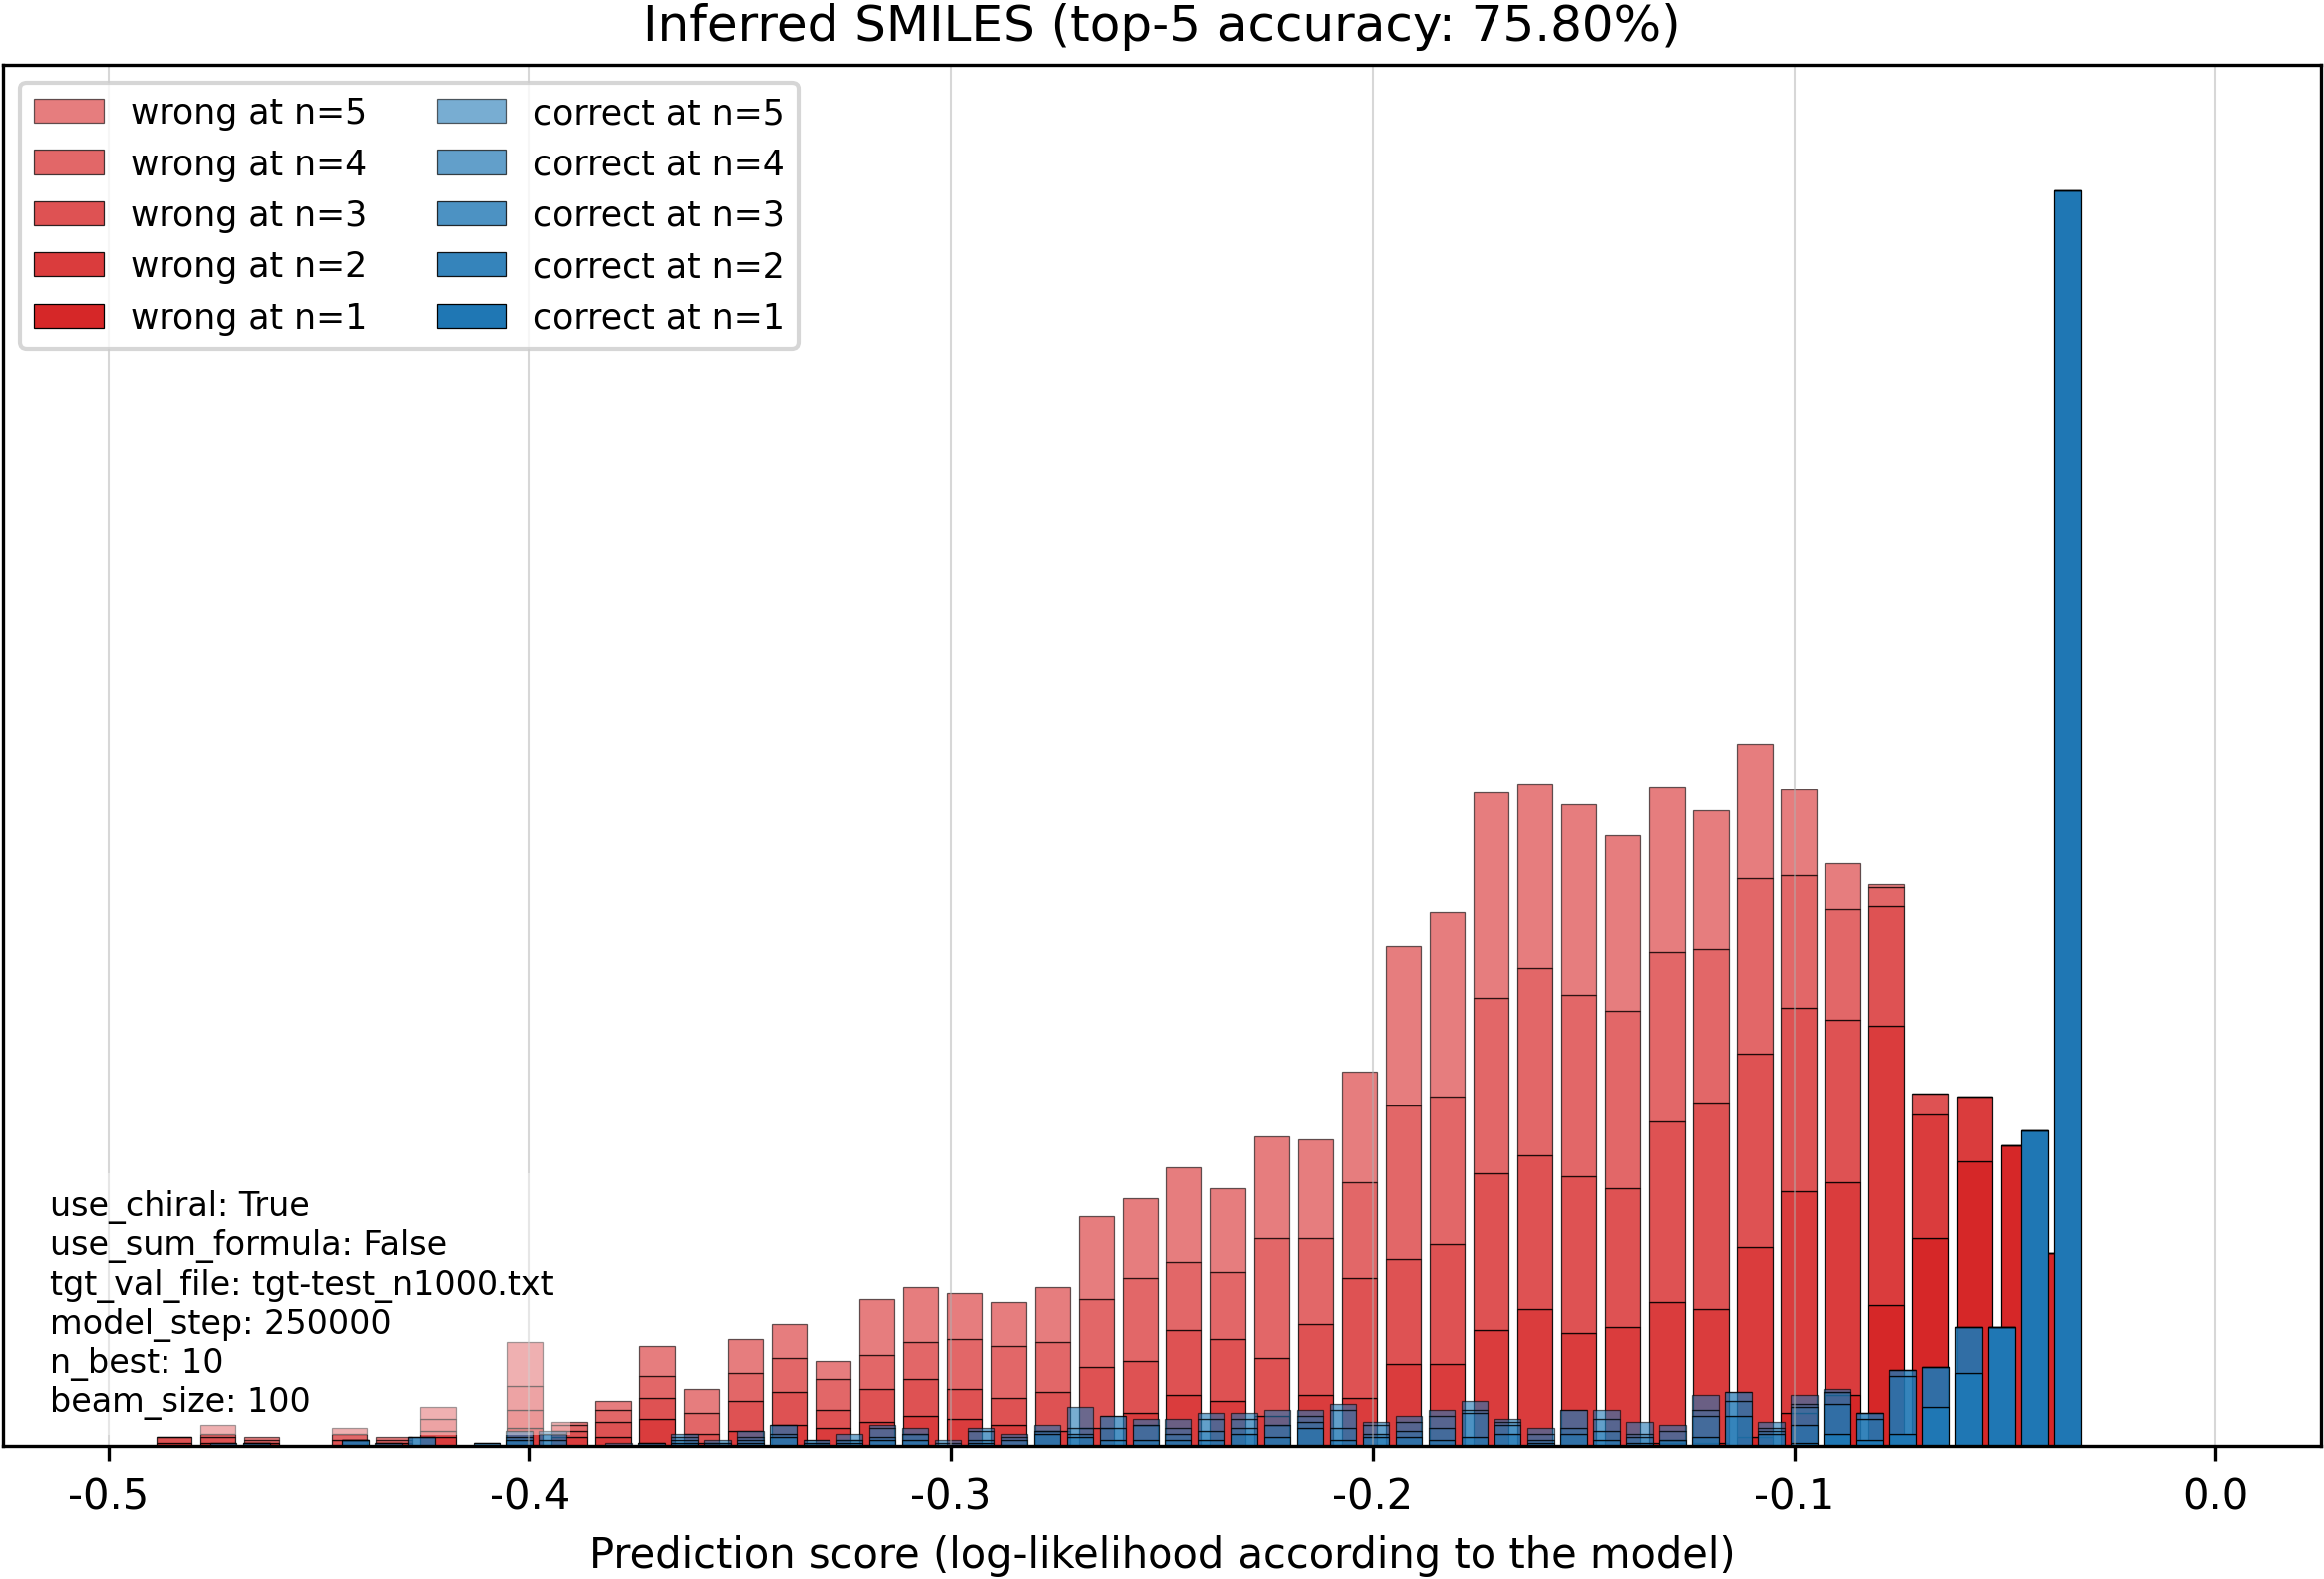 Inferred SMILES (top-5 accuracy: 75.80%)
wrong at n=5
wrong at n=4
wrong at n=3
wrong at n=2
wrong at n=1
correct at n=5
correct at n=4
correct at n=3
correct at n=2
correct at n=1
use_chiral: True
use_sum_formula: False
tgt_val_file: tgt-test_n1000.txt
model_step: 250000
n_best: 10
beam_size: 100
-0.5 -0.4 -0.3 -0.2 -0.1 0.0
Prediction score (log-likelihood according to the model)